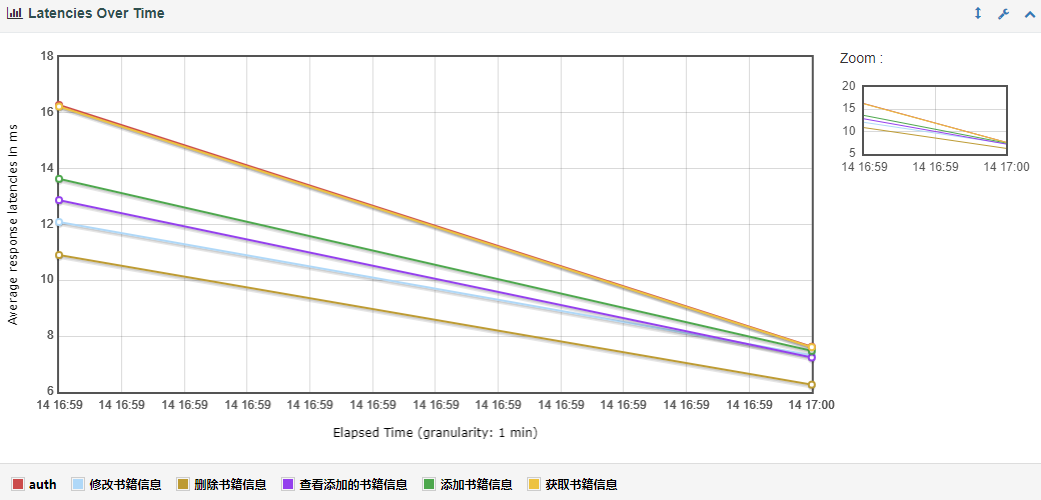 Latencies Over Time
Zoom :
18
16
14
12
10
8
6
Average response latencies in ms
14 16:59 14 16:59 14 16:59 14 16:59 14 16:59 14 16:59 14 16:59 14 16:59 14 16:59 14 16:59 14 16:59 14 16:59 14 17:00
Elapsed Time (granularity: 1 min)
20
15
10
5
14 16:59 14 16:59 14 17:00
auth 修改书籍信息 删除书籍信息 查看添加的书籍信息 添加书籍信息 获取书籍信息